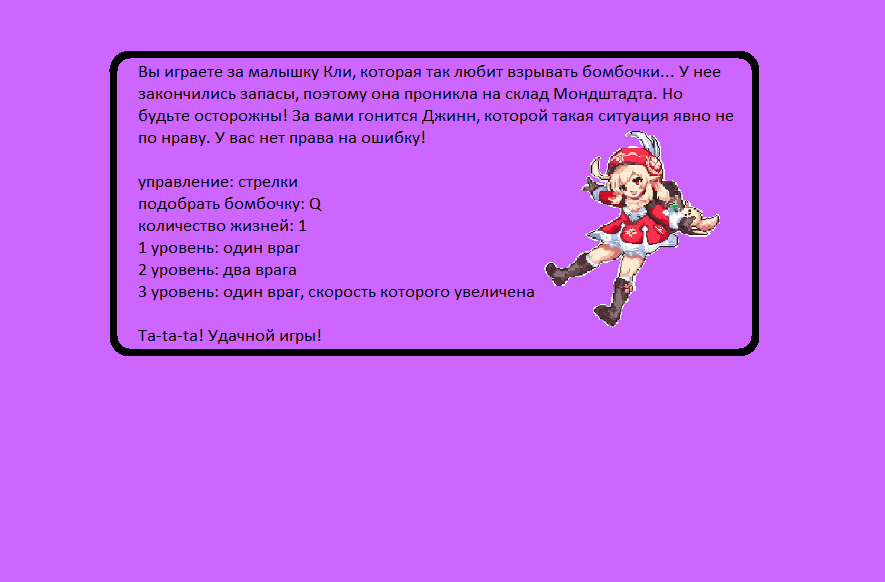 Вы играете за малышку Кли, которая так любит взрывать бомбочки... У нее
закончились запасы, поэтому она проникла на склад Мондштадта. Но
будьте осторожны! За вами гонится Джинн, которой такая ситуация явно не
по нраву. У вас нет права на ошибку!
управление: стрелки
подобрать бомбочку: Q
количество жизней: 1
1 уровень: один враг
2 уровень: два врага
3 уровень: один враг, скорость которого увеличена
Ta-ta-ta! Удачной игры!